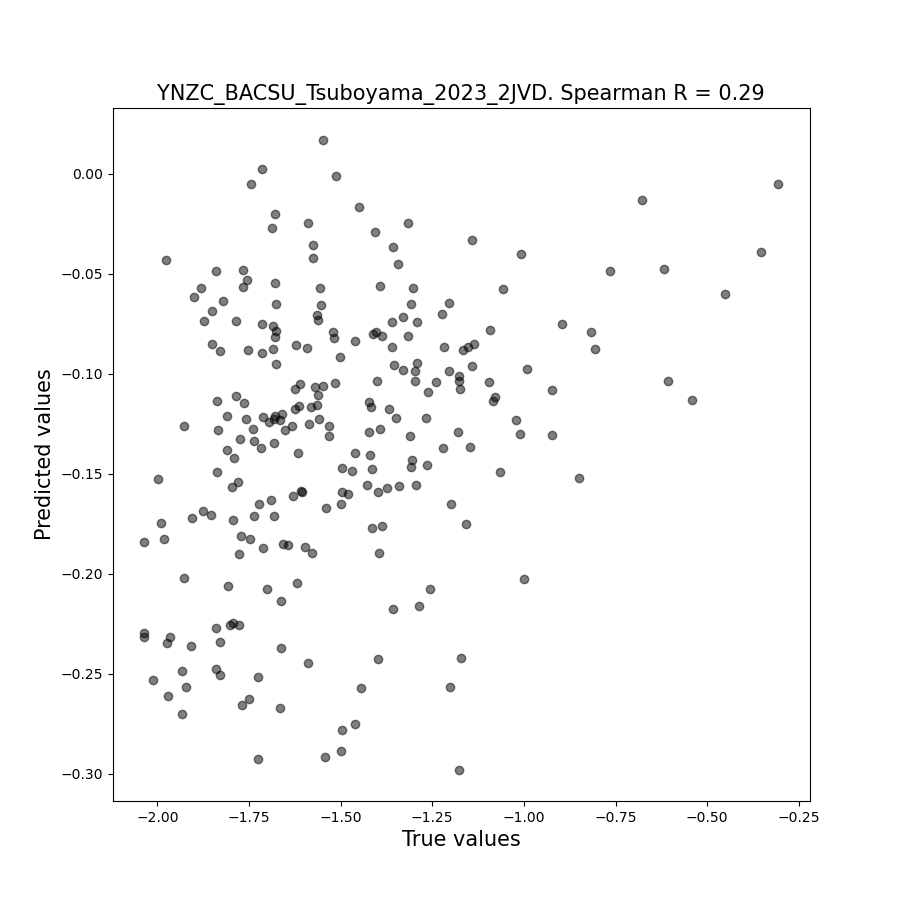 YNZC_BACSU_Tsuboyama_2023_2JVD. Spearman R = 0.29
0.00
−0.05
−0.10
−0.15
−0.20
−0.25
−0.30
Predicted values
−2.00 −1.75 −1.50 −1.25 −1.00 −0.75 −0.50 −0.25
True values